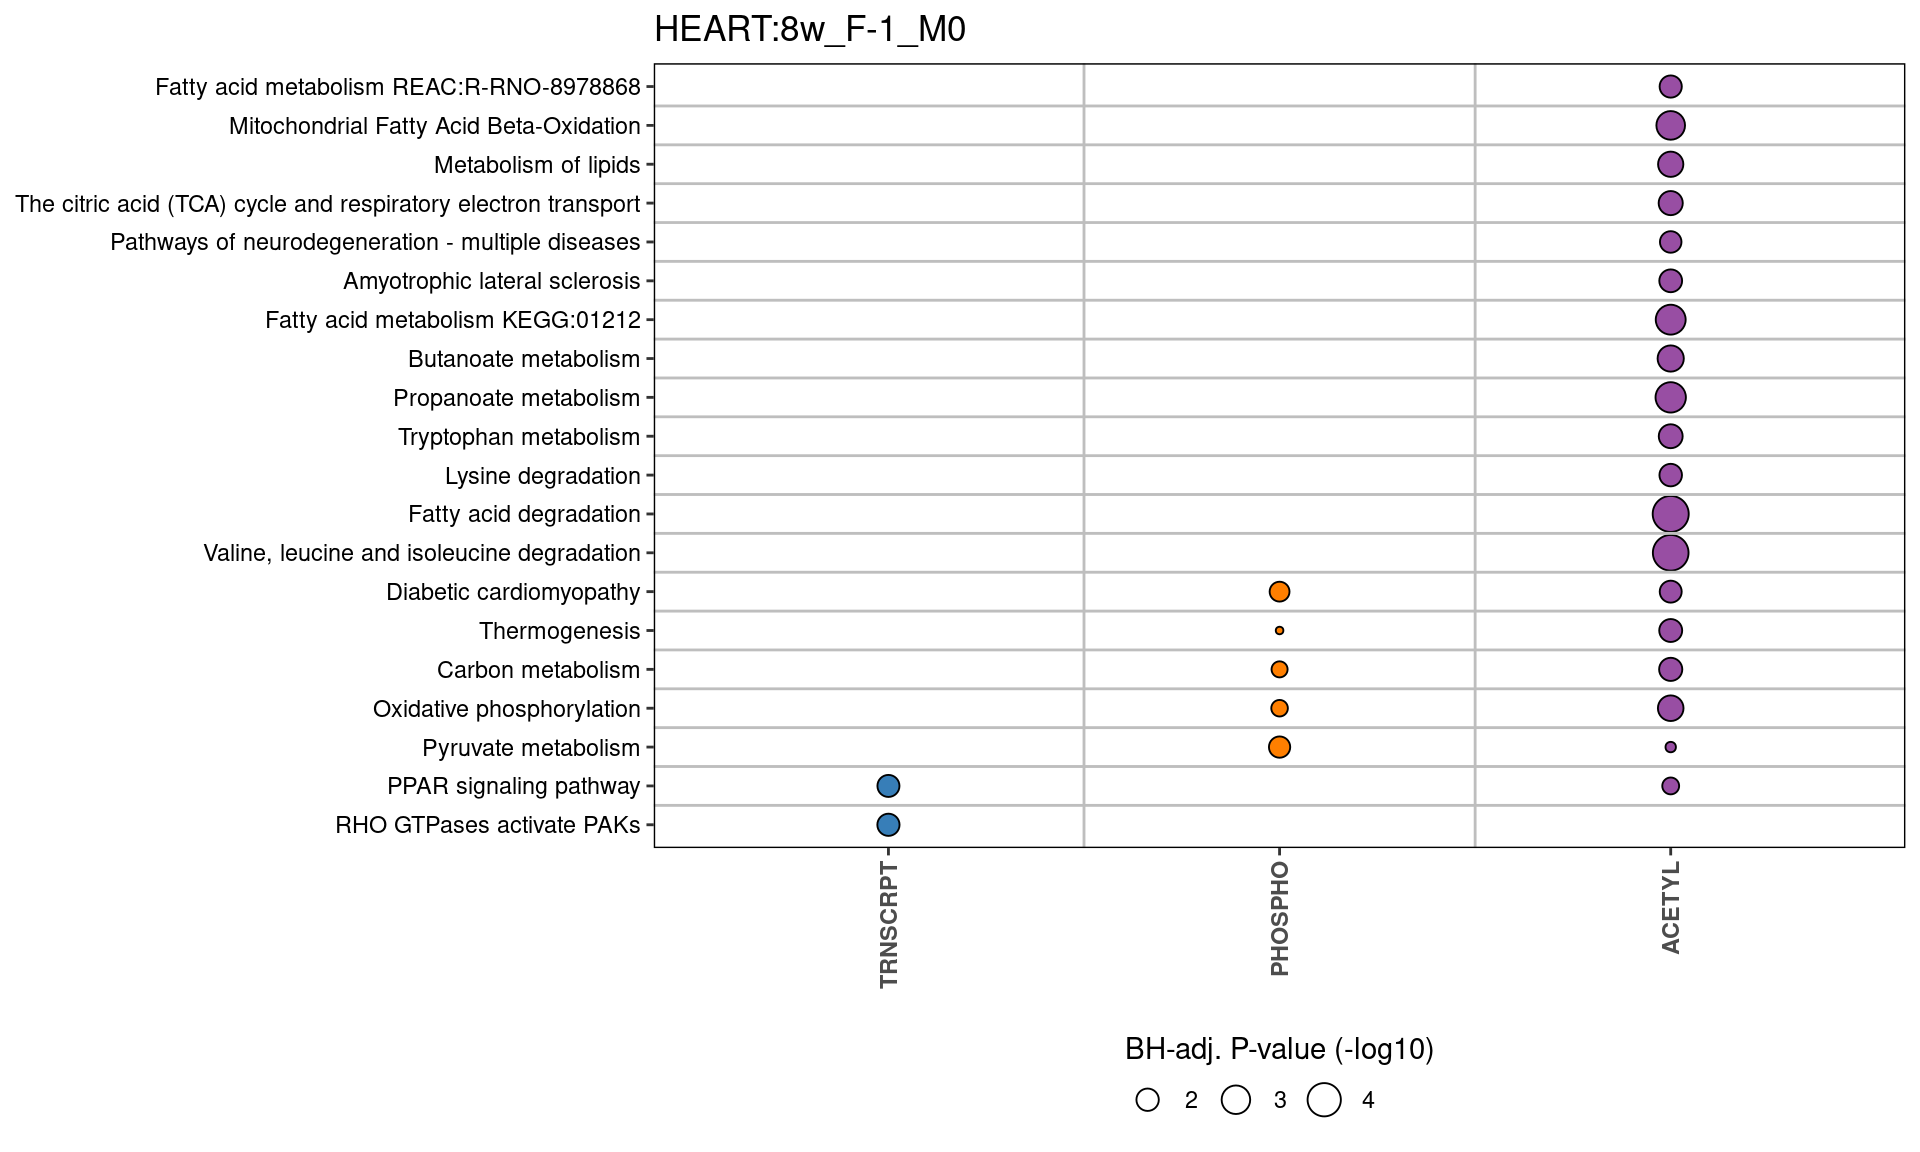 HEART:8w_F-1_M0
Fatty acid metabolism REAC:R-RNO-8978868
Mitochondrial Fatty Acid Beta-Oxidation
Metabolism of lipids
The citric acid (TCA) cycle and respiratory electron transport
Pathways of neurodegeneration - multiple diseases
Amyotrophic lateral sclerosis
Fatty acid metabolism KEGG:01212
Butanoate metabolism
Propanoate metabolism
Tryptophan metabolism
Lysine degradation
Fatty acid degradation
Valine, leucine and isoleucine degradation
Diabetic cardiomyopathy
Thermogenesis
Carbon metabolism
Oxidative phosphorylation
Pyruvate metabolism
PPAR signaling pathway
RHO GTPases activate PAKs
TRNSCRPT
PHOSPHO
ACETYL
BH-adj. P-value (-log10)
2 3 4